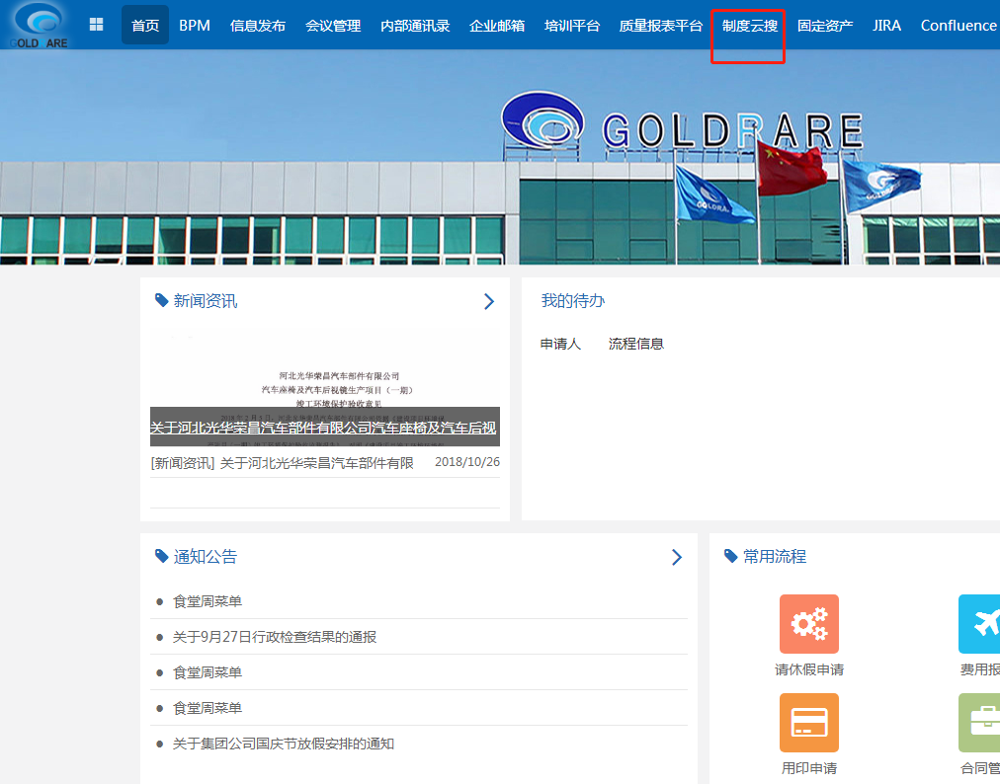 GOLDRARE
首页 BPM 信息发布 会议管理 内部通讯录 企业邮箱 培训平台 质量报表平台 制度云搜 固定资产 JIRA Confluence
GOLDRARE
新闻资讯
河北光华荣昌汽车部件有限公司
汽车座椅及汽车后视镜生产项目（一期）
竣工环境保护验收意见
关于河北光华荣昌汽车部件有限公司汽车座椅及汽车后视
[新闻资讯] 关于河北光华荣昌汽车部件有限 2018/10/26
我的待办
申请人 流程信息
通知公告
食堂周菜单
关于9月27日行政检查结果的通报
食堂周菜单
食堂周菜单
关于集团公司国庆节放假安排的通知
常用流程
请休假申请 费用报
用印申请 合同管